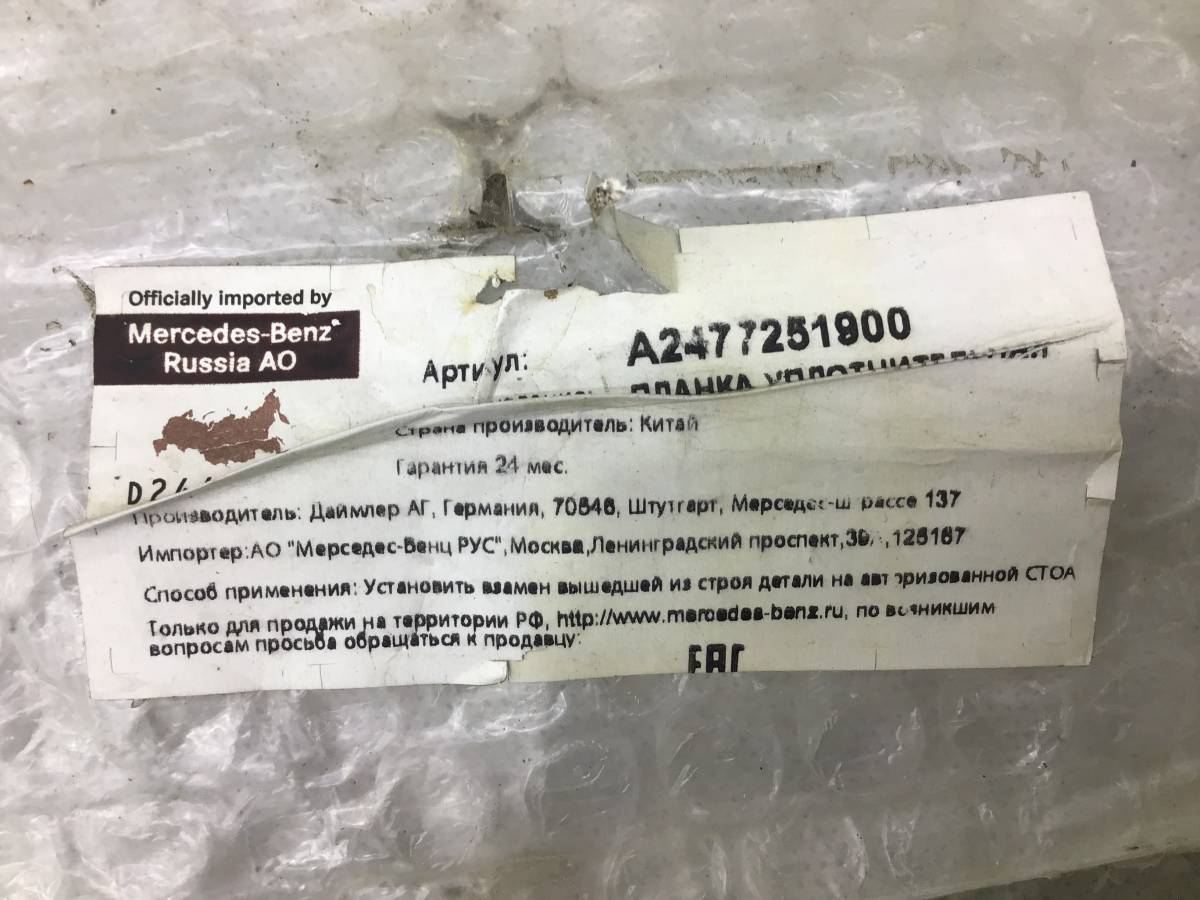 Officially imported by
Mercedes-Benz
Russia AO
Артикул: A2477251900
ПЛАНКА УПЛОТНИТЕЛЬНАЯ
Страна производитель: Китай
Гарантия 24 мес.
Производитель: Даймлер АГ, Германия, 70546, Штутгарт, Мерседес-ш рассе 137
Импортер:АО "Мерседес-Бенц РУС",Москва,Ленинградский проспект,39, ,125167
Способ применения: Установить взамен вышедшей из строя детали на авторизованной СТОА
Только для продажи на территории РФ, http://www.mercedes-benz.ru, по возникшим
вопросам просьба обращаться к продавцу.
EAC